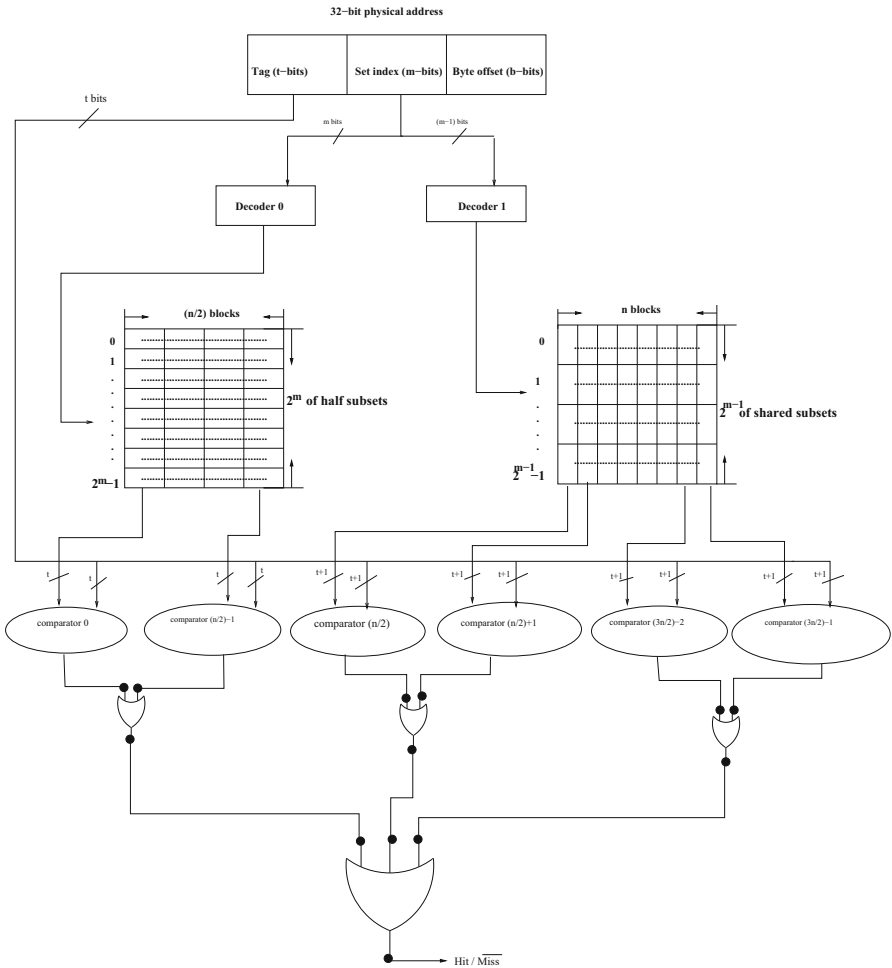 32−bit physical address
Tag (t−bits) Set index (m−bits) Byte offset (b−bits)
t bits
m bits (m−1) bits
Decoder 0 Decoder 1
(n/2) blocks n blocks
0 0
1 1
2^m of half subsets 2^m−1 of shared subsets
2^m−1 2^m−1 −1
t t t t t+1 t+1 t+1 t+1 t+1 t+1 t+1 t+1
comparator 0 comparator (n/2)−1 comparator (n/2) comparator (n/2)+1 comparator (3n/2)−2 comparator (3n/2)−1
Hit / Miss